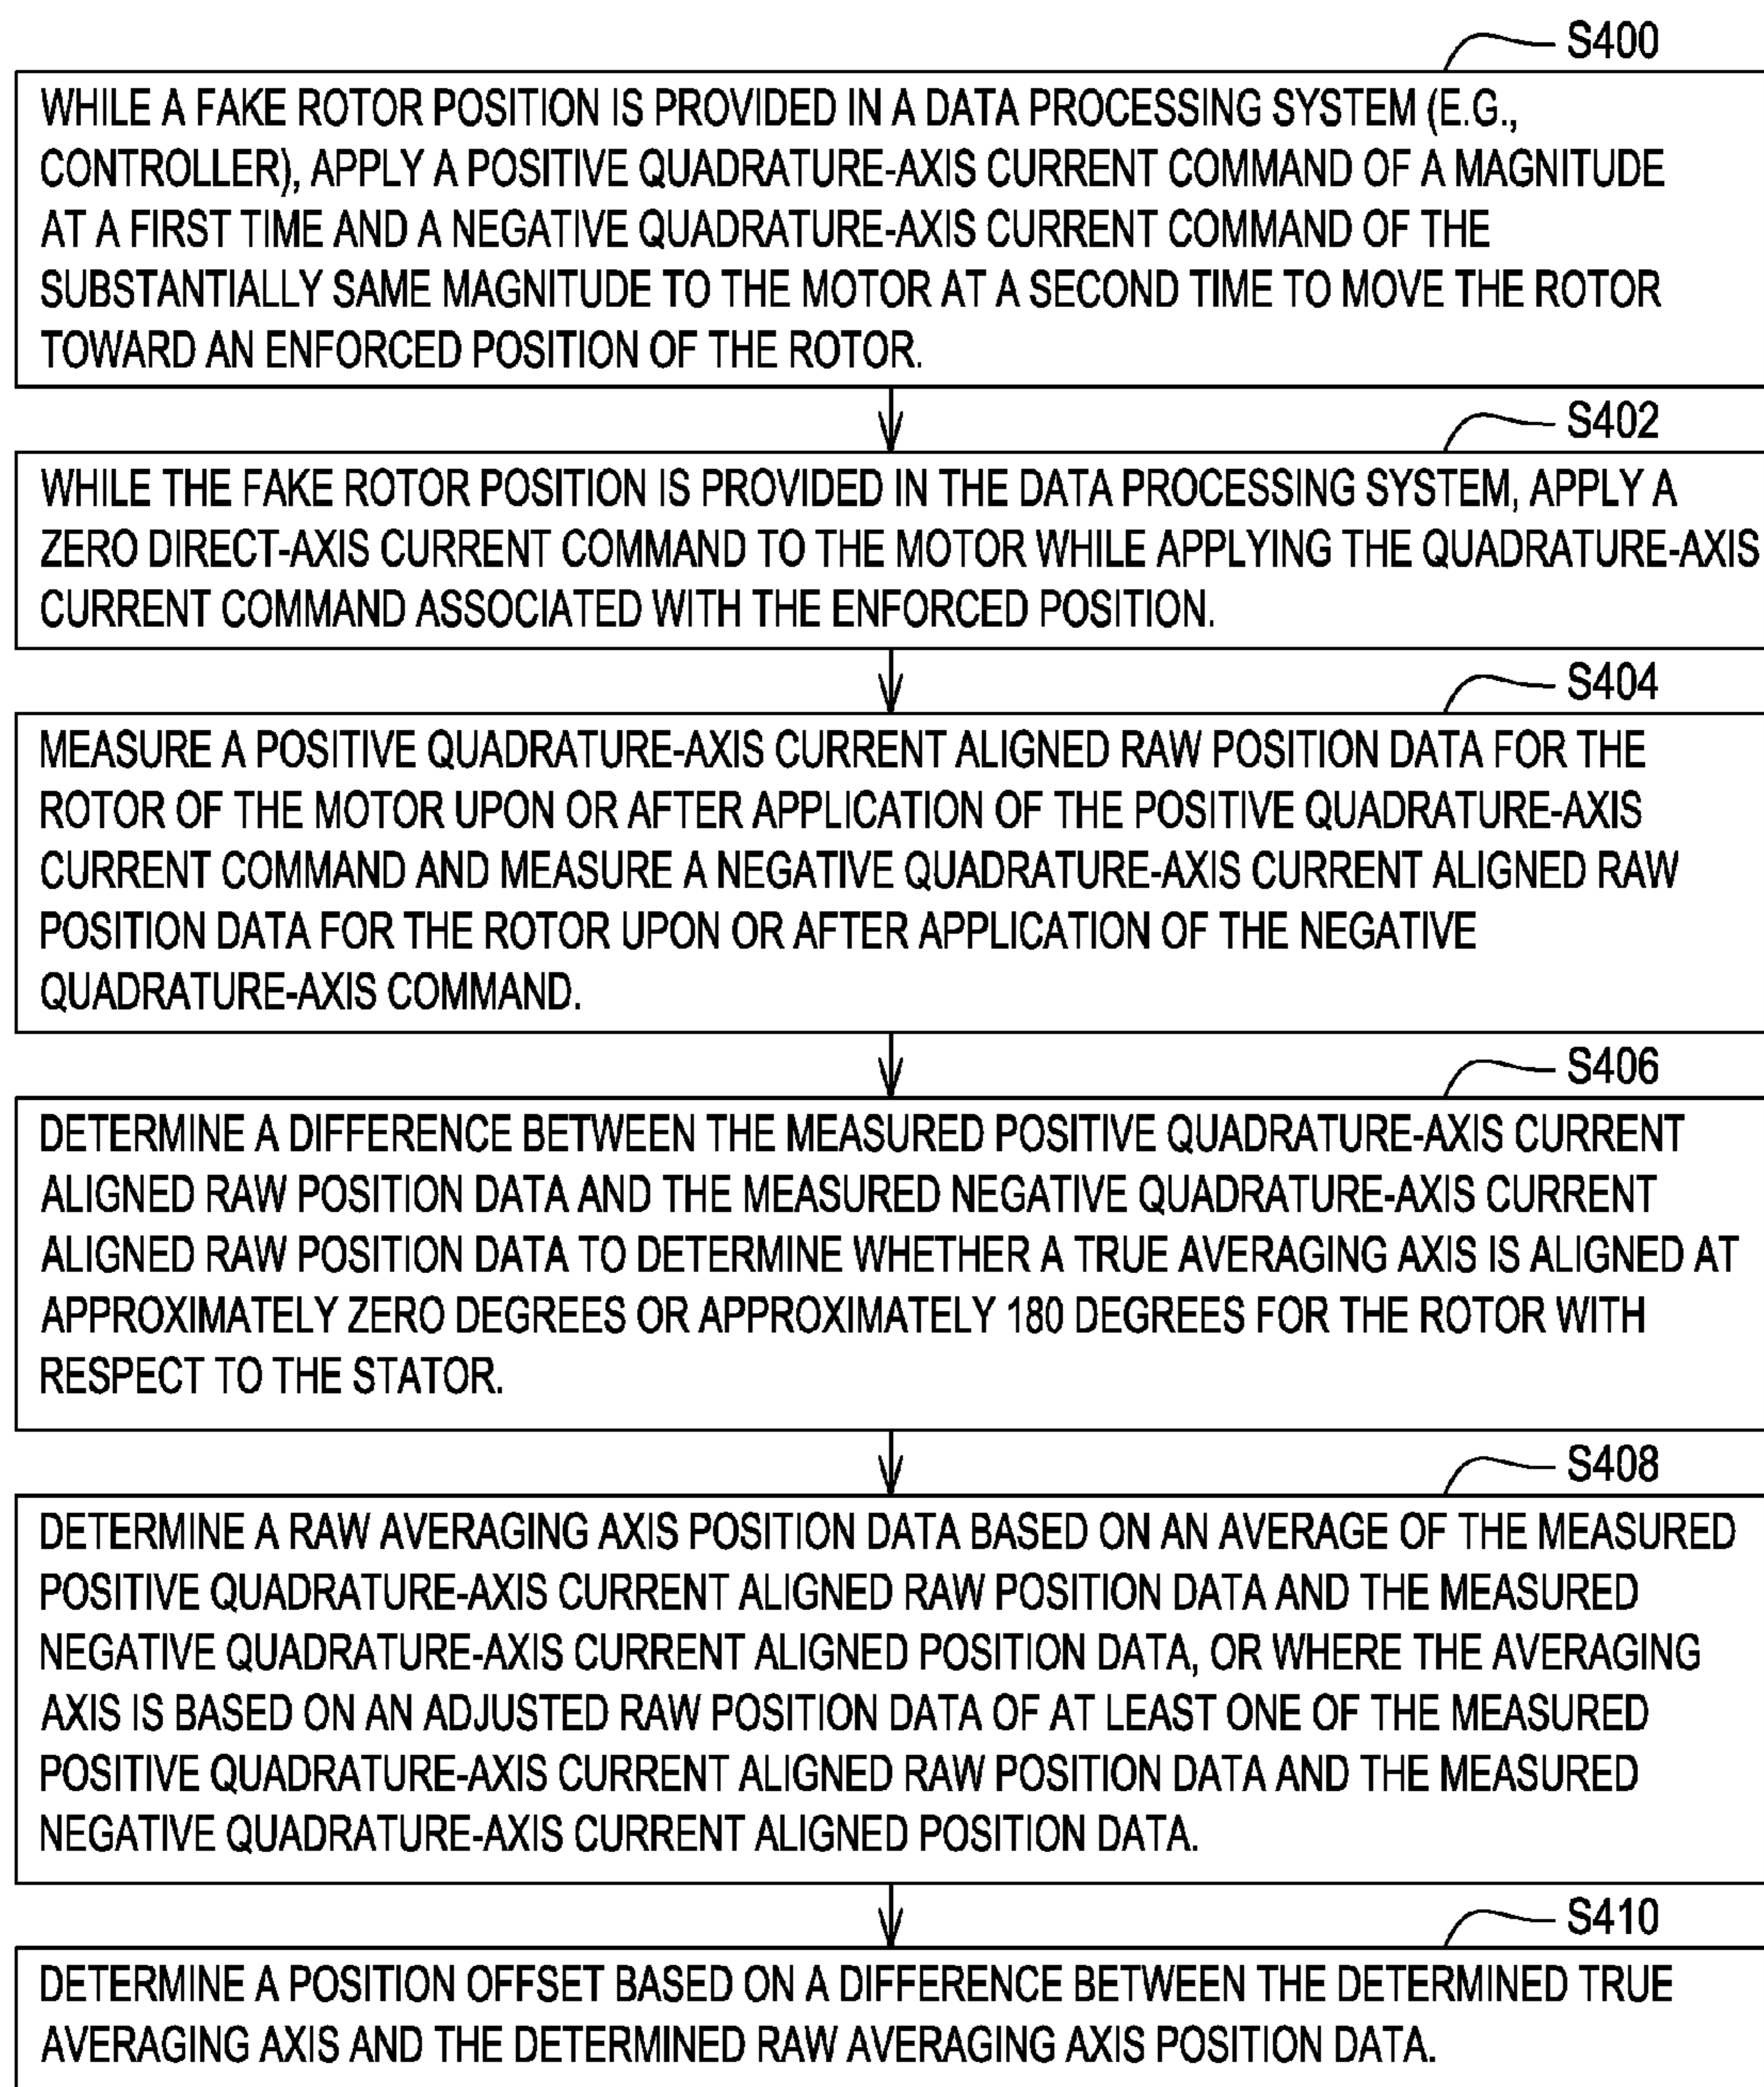 S400
WHILE A FAKE ROTOR POSITION IS PROVIDED IN A DATA PROCESSING SYSTEM (E.G.,
CONTROLLER), APPLY A POSITIVE QUADRATURE-AXIS CURRENT COMMAND OF A MAGNITUDE
AT A FIRST TIME AND A NEGATIVE QUADRATURE-AXIS CURRENT COMMAND OF THE
SUBSTANTIALLY SAME MAGNITUDE TO THE MOTOR AT A SECOND TIME TO MOVE THE ROTOR
TOWARD AN ENFORCED POSITION OF THE ROTOR.
S402
WHILE THE FAKE ROTOR POSITION IS PROVIDED IN THE DATA PROCESSING SYSTEM, APPLY A
ZERO DIRECT-AXIS CURRENT COMMAND TO THE MOTOR WHILE APPLYING THE QUADRATURE-AXIS
CURRENT COMMAND ASSOCIATED WITH THE ENFORCED POSITION.
S404
MEASURE A POSITIVE QUADRATURE-AXIS CURRENT ALIGNED RAW POSITION DATA FOR THE
ROTOR OF THE MOTOR UPON OR AFTER APPLICATION OF THE POSITIVE QUADRATURE-AXIS
CURRENT COMMAND AND MEASURE A NEGATIVE QUADRATURE-AXIS CURRENT ALIGNED RAW
POSITION DATA FOR THE ROTOR UPON OR AFTER APPLICATION OF THE NEGATIVE
QUADRATURE-AXIS COMMAND.
S406
DETERMINE A DIFFERENCE BETWEEN THE MEASURED POSITIVE QUADRATURE-AXIS CURRENT
ALIGNED RAW POSITION DATA AND THE MEASURED NEGATIVE QUADRATURE-AXIS CURRENT
ALIGNED RAW POSITION DATA TO DETERMINE WHETHER A TRUE AVERAGING AXIS IS ALIGNED AT
APPROXIMATELY ZERO DEGREES OR APPROXIMATELY 180 DEGREES FOR THE ROTOR WITH
RESPECT TO THE STATOR.
S408
DETERMINE A RAW AVERAGING AXIS POSITION DATA BASED ON AN AVERAGE OF THE MEASURED
POSITIVE QUADRATURE-AXIS CURRENT ALIGNED RAW POSITION DATA AND THE MEASURED
NEGATIVE QUADRATURE-AXIS CURRENT ALIGNED POSITION DATA, OR WHERE THE AVERAGING
AXIS IS BASED ON AN ADJUSTED RAW POSITION DATA OF AT LEAST ONE OF THE MEASURED
POSITIVE QUADRATURE-AXIS CURRENT ALIGNED RAW POSITION DATA AND THE MEASURED
NEGATIVE QUADRATURE-AXIS CURRENT ALIGNED POSITION DATA.
S410
DETERMINE A POSITION OFFSET BASED ON A DIFFERENCE BETWEEN THE DETERMINED TRUE
AVERAGING AXIS AND THE DETERMINED RAW AVERAGING AXIS POSITION DATA.